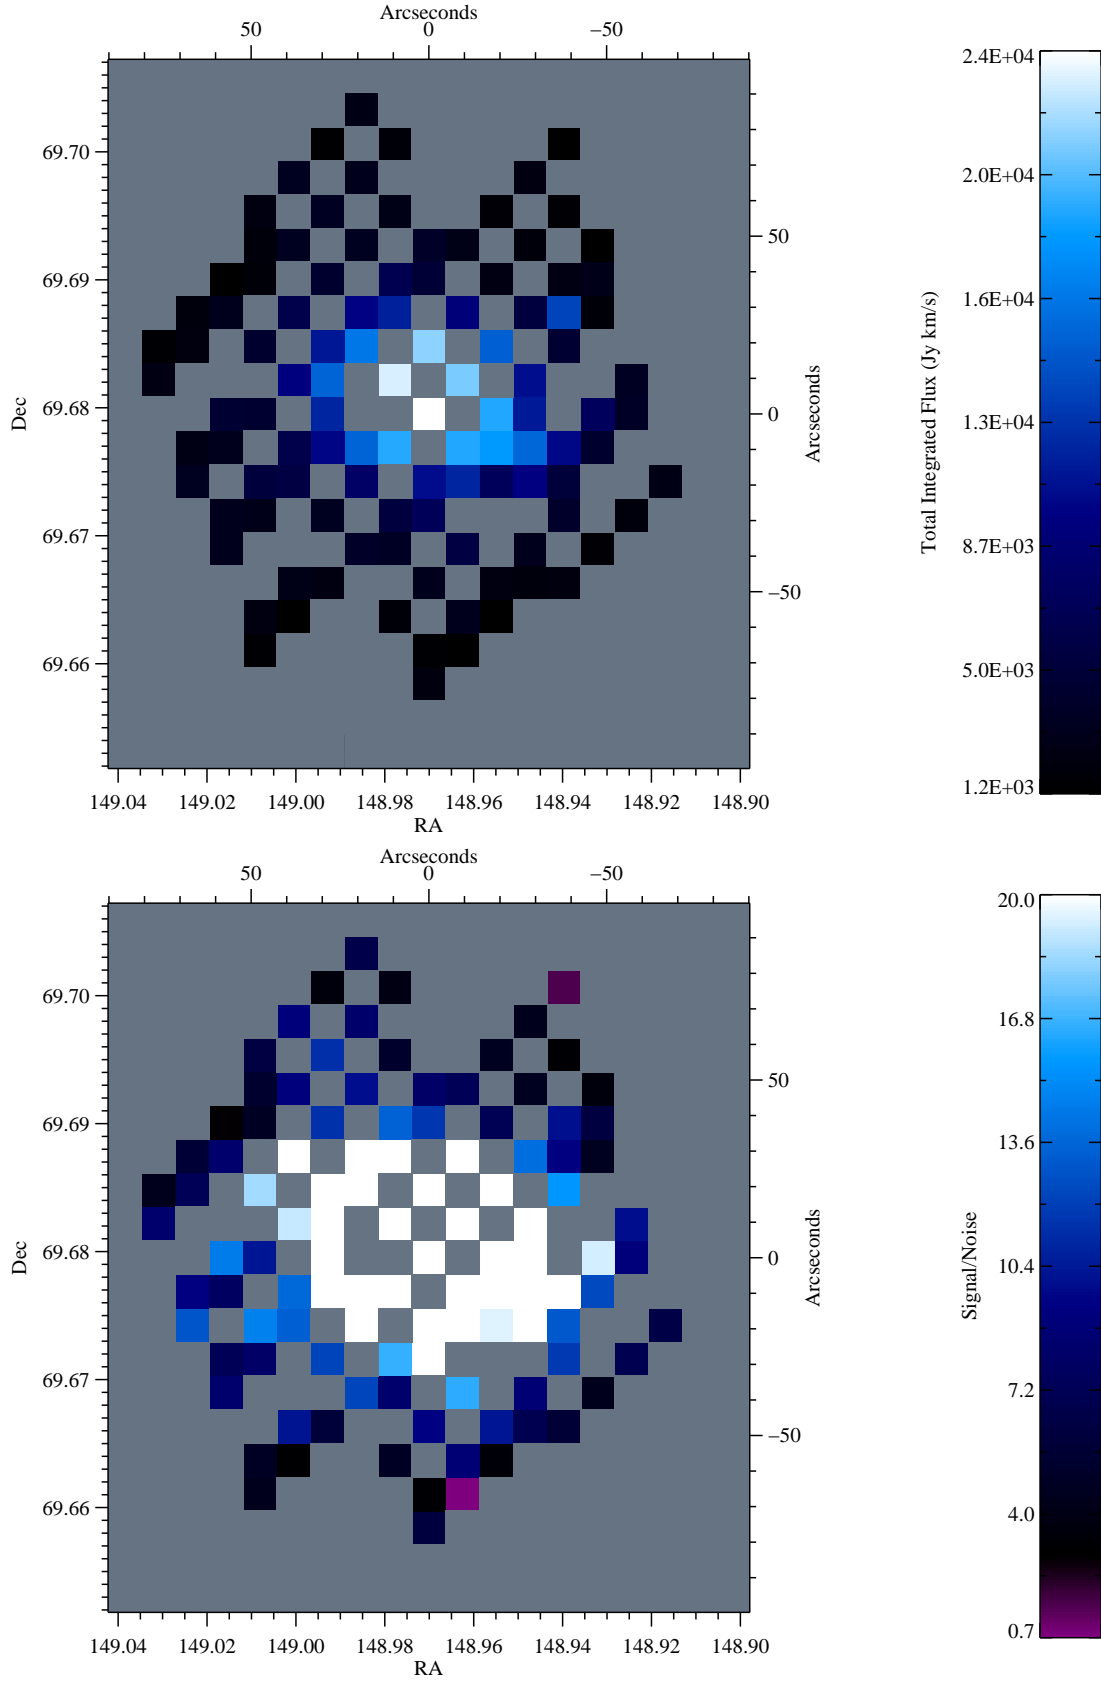 Arcseconds
50 0 −50
2.4E+04
69.70
2.0E+04
50
69.69
1.6E+04
Dec
69.68
0
Arcseconds
Total Integrated Flux (Jy km/s)
1.3E+04
69.67
8.7E+03
−50
69.66
5.0E+03
1.2E+03
149.04 149.02 149.00 148.98 148.96 148.94 148.92 148.90
RA
Arcseconds
50 0 −50
20.0
69.70
16.8
50
69.69
13.6
Dec
69.68
0
Arcseconds
Signal/Noise
10.4
69.67
7.2
−50
69.66
4.0
0.7
149.04 149.02 149.00 148.98 148.96 148.94 148.92 148.90
RA